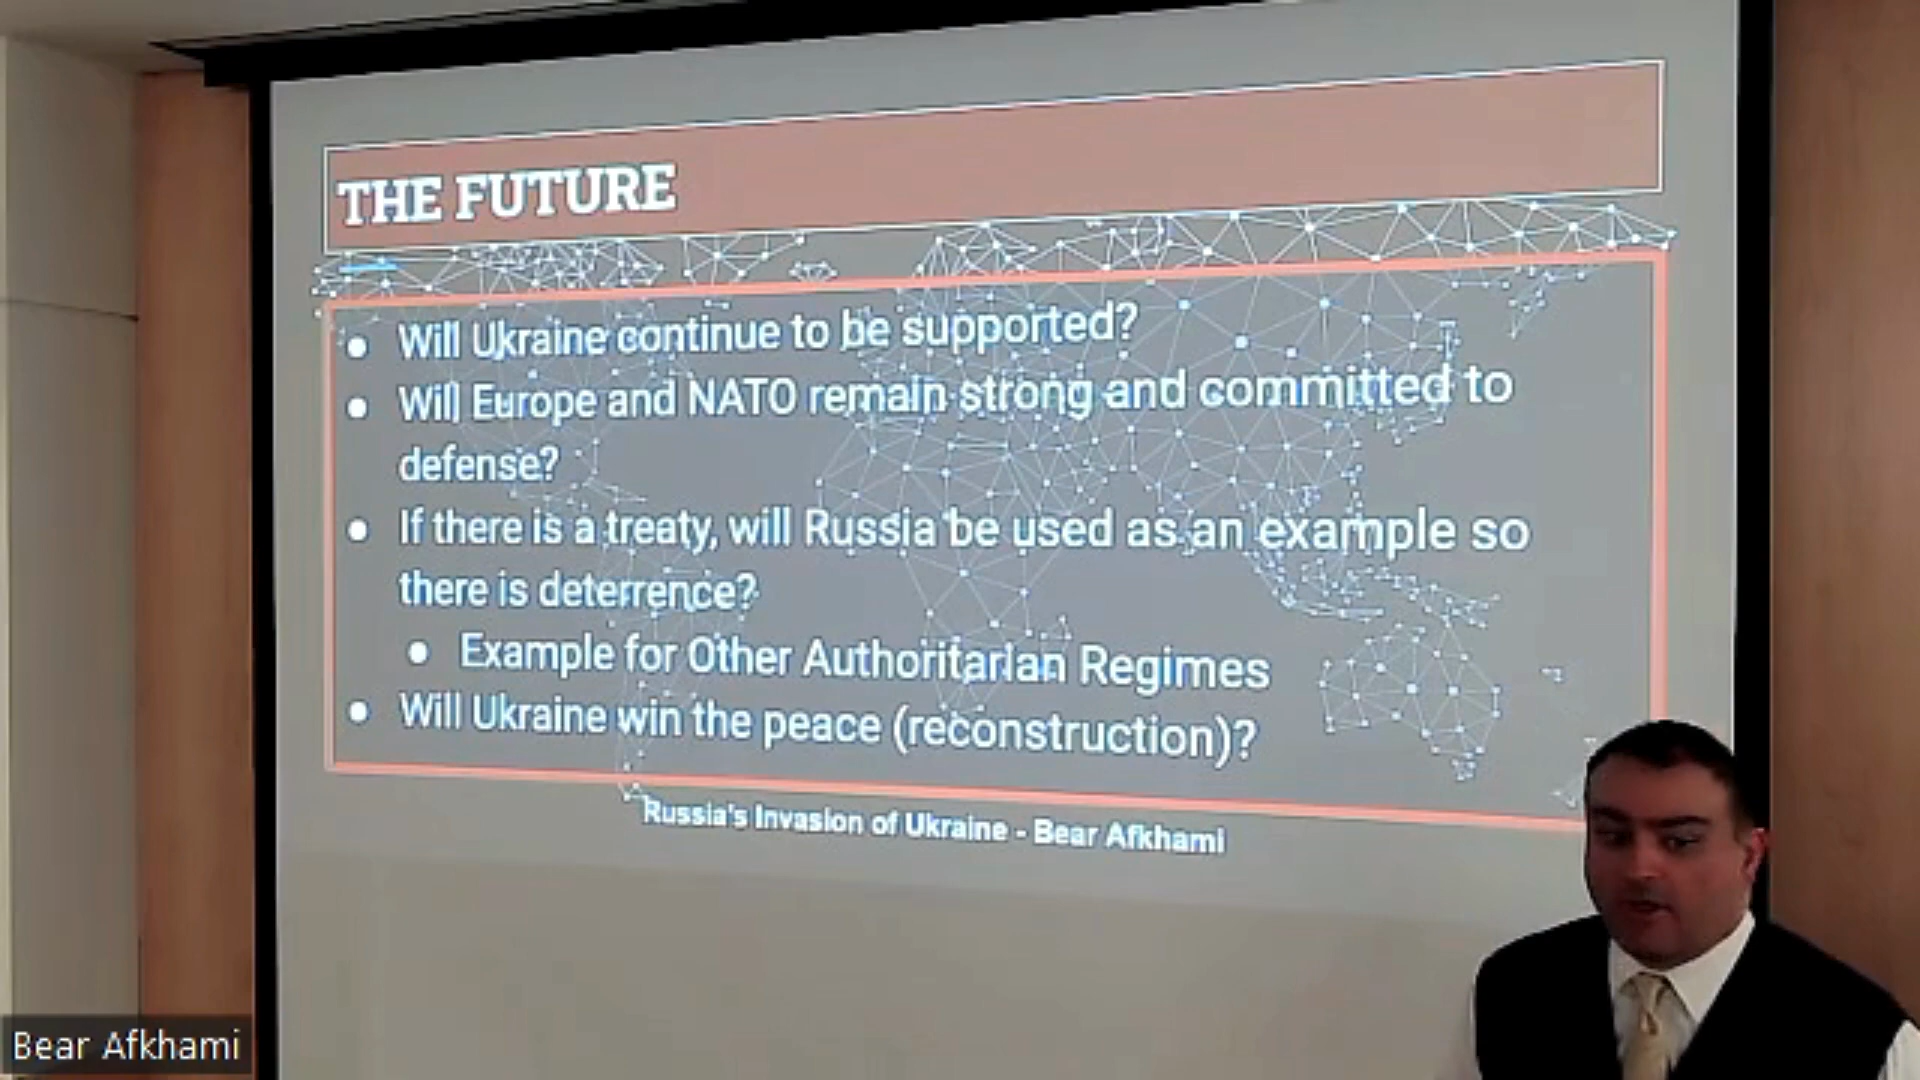 THE FUTURE
● Will Ukraine continue to be supported?
● Will Europe and NATO remain strong and committed to
defense?
● If there is a treaty, will Russia be used as an example so
there is deterrence?
● Example for Other Authoritarian Regimes
● Will Ukraine win the peace (reconstruction)?
Russia's Invasion of Ukraine - Bear Afkhami
Bear Afkhami